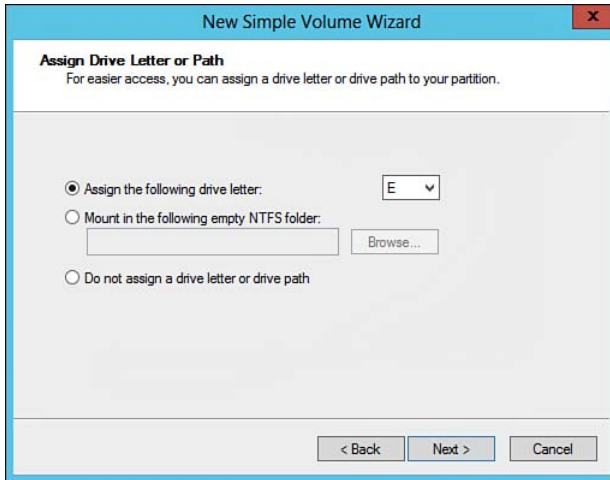 New Simple Volume Wizard
x
Assign Drive Letter or Path
For easier access, you can assign a drive letter or drive path to your partition.
Assign the following drive letter: E
Mount in the following empty NTFS folder:
Browse...
Do not assign a drive letter or drive path
< Back Next > Cancel